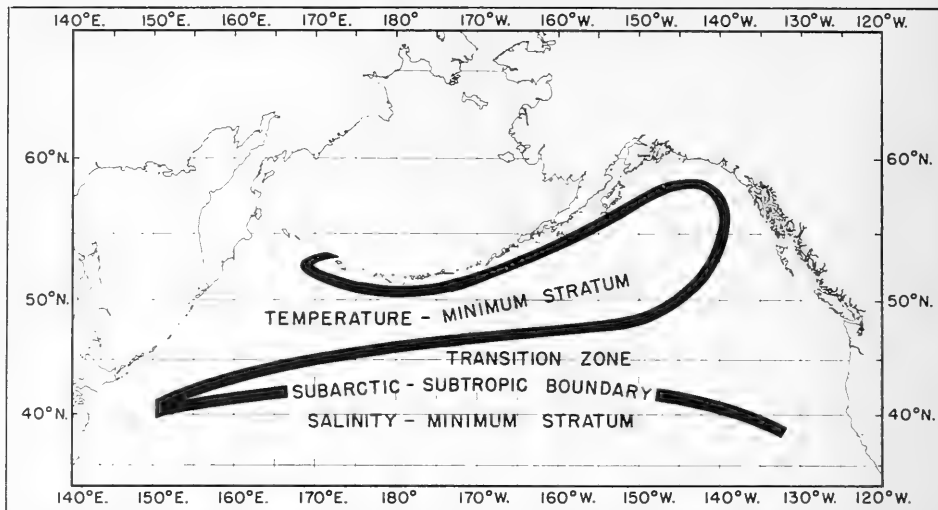 140°E. 150°E. 160°E. 170°E. 180° 170°W. 160°W. 150°W. 140°W. 130°W. 120°W.
60°N. 60°N.
50°N. 50°N.
TEMPERATURE – MINIMUM STRATUM
TRANSITION ZONE
SUBARCTIC – SUBTROPIC BOUNDARY
40°N. 40°N.
SALINITY – MINIMUM STRATUM
140°E. 150°E. 160°E. 170°E. 180° 170°W. 160°W. 150°W. 140°W. 130°W. 120°W.